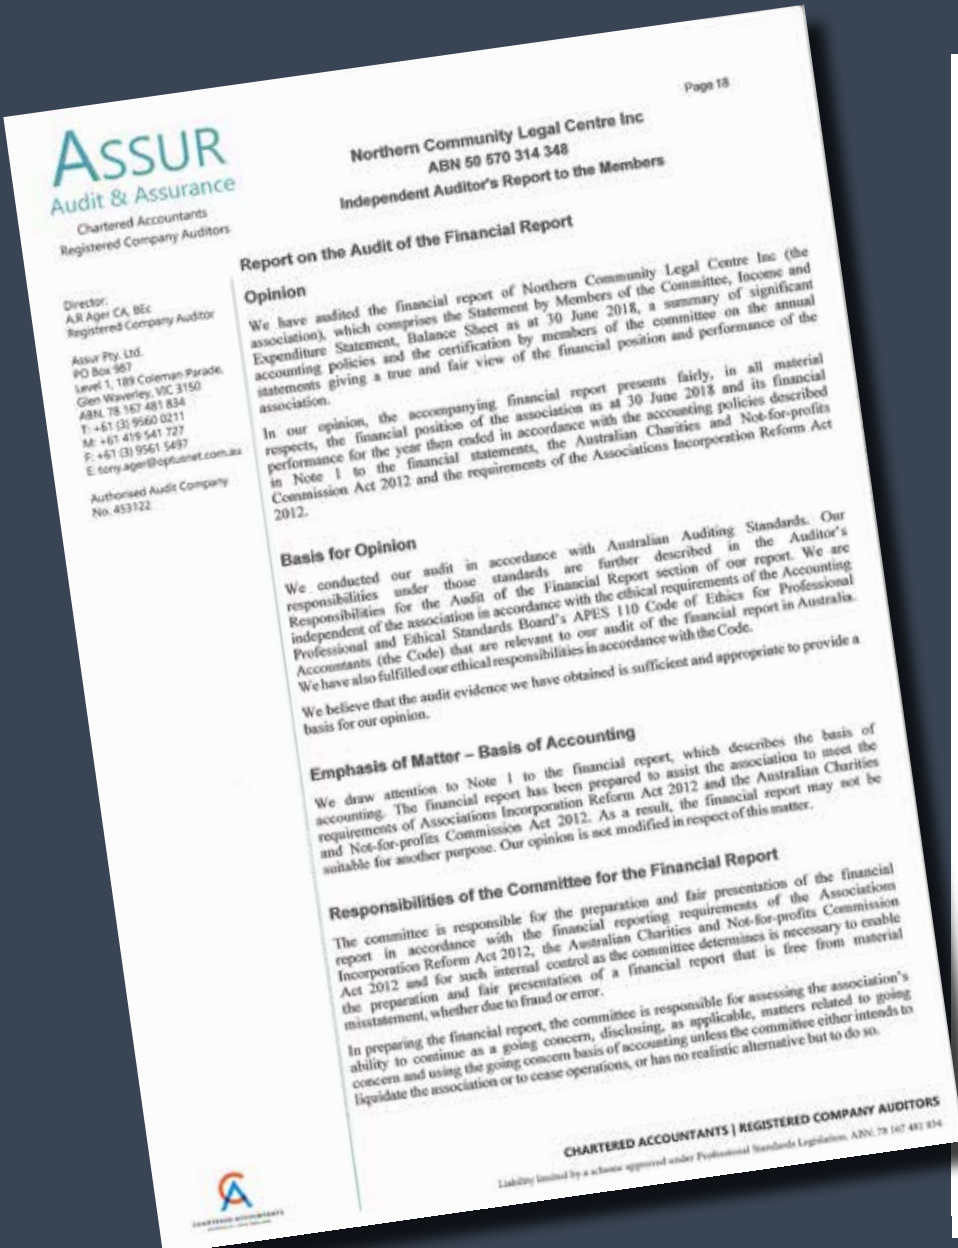 Page 18
ASSUR
Audit & Assurance
Chartered Accountants
Registered Company Auditors
Northern Community Legal Centre Inc
ABN 50 570 314 348
Independent Auditor's Report to the Members
Director:
A.R Ager CA, BEc
Registered Company Auditor
Assur Pty. Ltd.
PO Box 987
Level 1, 189 Coleman Parade,
Glen Waverley, VIC 3150
ABN. 78 167 481 834
T: +61 (3) 9560 0211
M: +61 419 541 727
F: +61 (3) 9561 5497
E: tony.ager@optusnet.com.au
Authorised Audit Company
No. 453122
Report on the Audit of the Financial Report
Opinion
We have audited the financial report of Northern Community Legal Centre Inc (the
association), which comprises the Statement by Members of the Committee, Income and
Expenditure Statement, Balance Sheet as at 30 June 2018, a summary of significant
accounting policies and the certification by members of the committee on the annual
statements giving a true and fair view of the financial position and performance of the
association.
In our opinion, the accompanying financial report presents fairly, in all material
respects, the financial position of the association as at 30 June 2018 and its financial
performance for the year then ended in accordance with the accounting policies described
in Note 1 to the financial statements, the Australian Charities and Not-for-profits
Commission Act 2012 and the requirements of the Associations Incorporation Reform Act
2012.
Basis for Opinion
We conducted our audit in accordance with Australian Auditing Standards. Our
responsibilities under those standards are further described in the Auditor's
Responsibilities for the Audit of the Financial Report section of our report. We are
independent of the association in accordance with the ethical requirements of the Accounting
Professional and Ethical Standards Board's APES 110 Code of Ethics for Professional
Accountants (the Code) that are relevant to our audit of the financial report in Australia.
We have also fulfilled our ethical responsibilities in accordance with the Code.
We believe that the audit evidence we have obtained is sufficient and appropriate to provide a
basis for our opinion.
Emphasis of Matter – Basis of Accounting
We draw attention to Note 1 to the financial report, which describes the basis of
accounting. The financial report has been prepared to assist the association to meet the
requirements of Associations Incorporation Reform Act 2012 and the Australian Charities
and Not-for-profits Commission Act 2012. As a result, the financial report may not be
suitable for another purpose. Our opinion is not modified in respect of this matter.
Responsibilities of the Committee for the Financial Report
The committee is responsible for the preparation and fair presentation of the financial
report in accordance with the financial reporting requirements of the Associations
Incorporation Reform Act 2012, the Australian Charities and Not-for-profits Commission
Act 2012 and for such internal control as the committee determines is necessary to enable
the preparation and fair presentation of a financial report that is free from material
misstatement, whether due to fraud or error.
In preparing the financial report, the committee is responsible for assessing the association's
ability to continue as a going concern, disclosing, as applicable, matters related to going
concern and using the going concern basis of accounting unless the committee either intends to
liquidate the association or to cease operations, or has no realistic alternative but to do so.
CHARTERED ACCOUNTANTS | REGISTERED COMPANY AUDITORS
Liability limited by a scheme approved under Professional Standards Legislation. ABN: 78 167 481 834
CA
CHARTERED ACCOUNTANTS